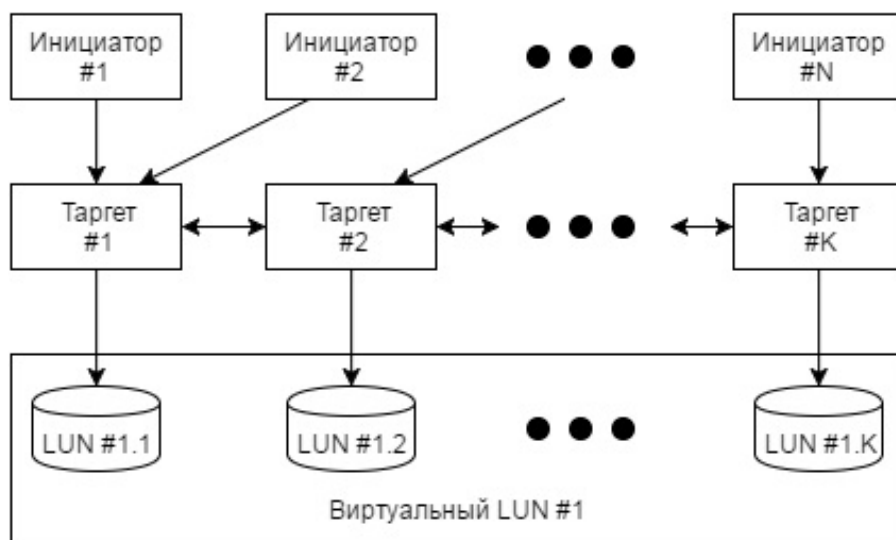 Инициатор
#1
Инициатор
#2
Инициатор
#N
Таргет
#1
Таргет
#2
Таргет
#K
LUN #1.1
LUN #1.2
LUN #1.K
Виртуальный LUN #1